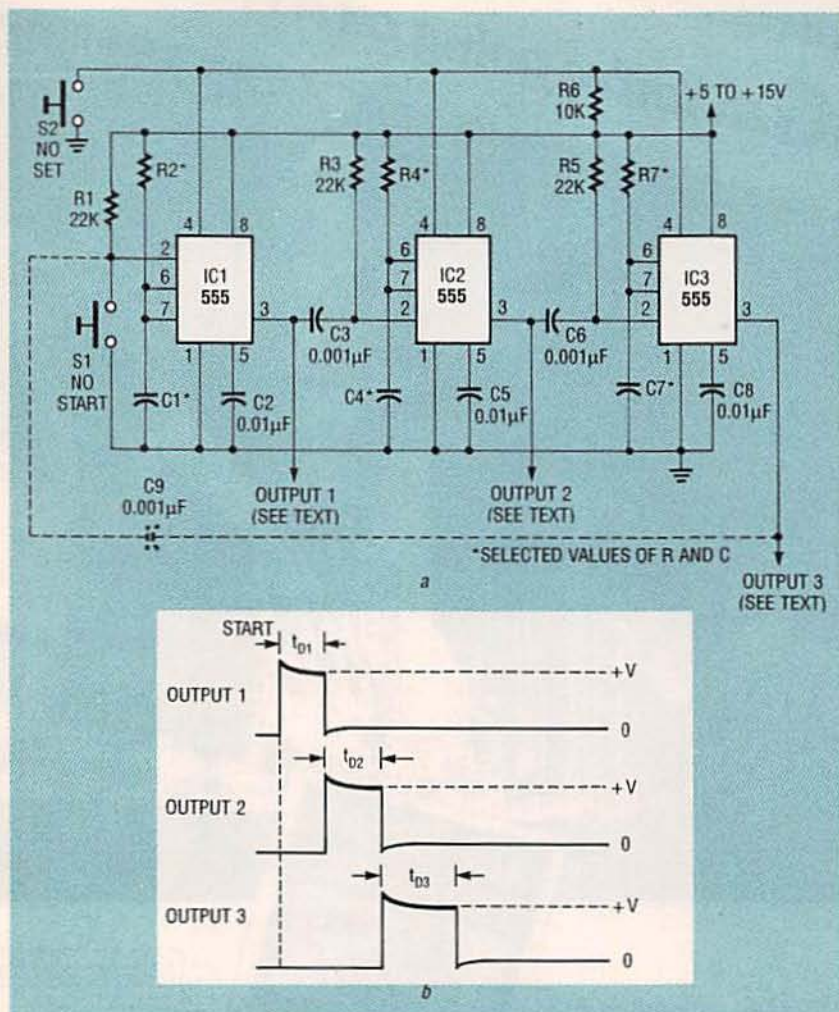 S2
NO
SET
R6
10K
+5 TO +15V
R1
22K
R2*
R3
22K
R4*
R5
22K
R7*
4
8
2
6
7
IC1
555
3
1
5
4
8
6
7
2
IC2
555
3
1
5
4
8
6
7
2
IC3
555
3
1
5
S1
NO
START
C1*
C2
0.01µF
C3
0.001µF
C4*
C5
0.01µF
C6
0.001µF
C7*
C8
0.01µF
C9
0.001µF
OUTPUT 1
(SEE TEXT)
OUTPUT 2
(SEE TEXT)
*SELECTED VALUES OF R AND C
OUTPUT 3
(SEE TEXT)
a
START
tD1
OUTPUT 1
+V
0
tD2
OUTPUT 2
+V
0
tD3
OUTPUT 3
+V
0
b